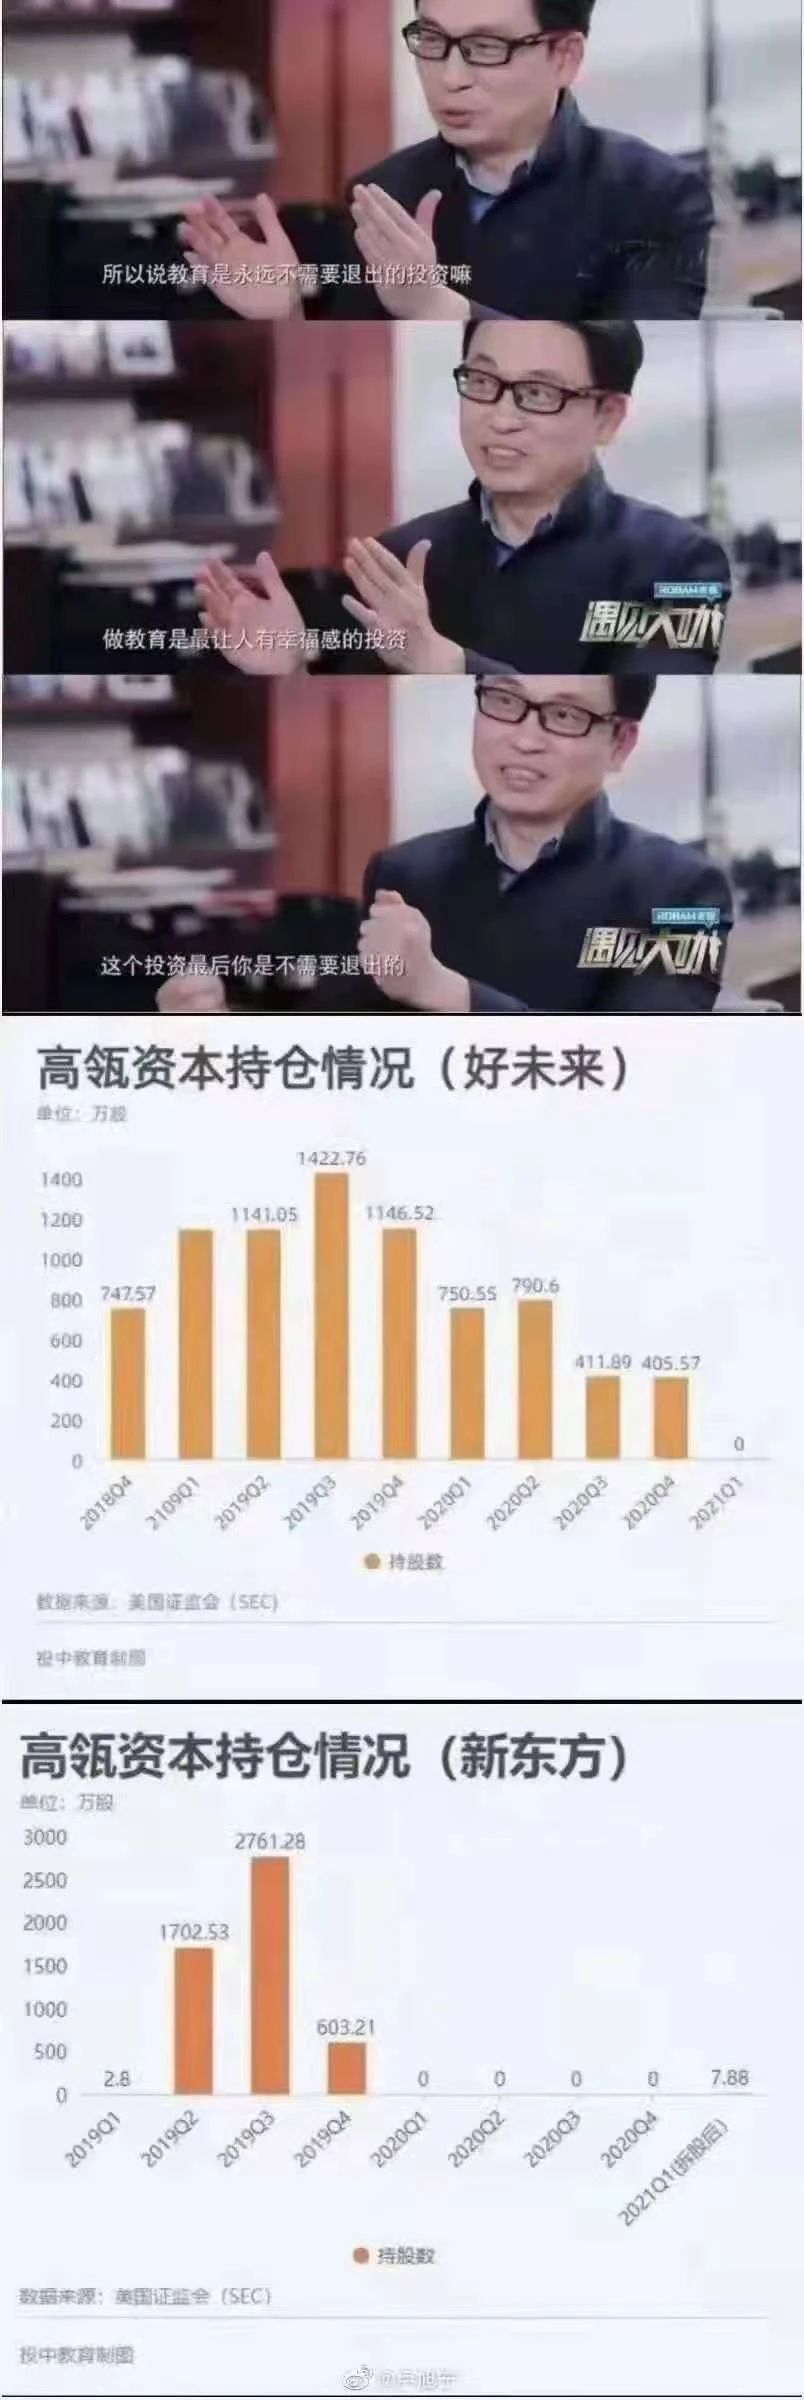 所以说教育是永远不需要退出的投资嘛
ROBAM老板
遇见大咖
做教育是最让人有幸福感的投资
ROBAM老板
遇见大咖
这个投资最后你是不需要退出的
高瓴资本持仓情况（好未来）
单位：万股
1400
1200
1000
800
600
400
200
0
747.57
1141.05
1422.76
1146.52
750.55
790.6
411.89
405.57
0
2018Q4
2109Q1
2019Q2
2019Q3
2019Q4
2020Q1
2020Q2
2020Q3
2020Q4
2021Q1
持股数
数据来源：美国证监会（SEC）
投中教育制图
高瓴资本持仓情况（新东方）
单位：万股
3000
2500
2000
1500
1000
500
0
2.8
1702.53
2761.28
603.21
0
0
0
0
7.88
2019Q1
2019Q2
2019Q3
2019Q4
2020Q1
2020Q2
2020Q3
2020Q4
2021Q1(拆股后)
持股数
数据来源：美国证监会（SEC）
投中教育制图